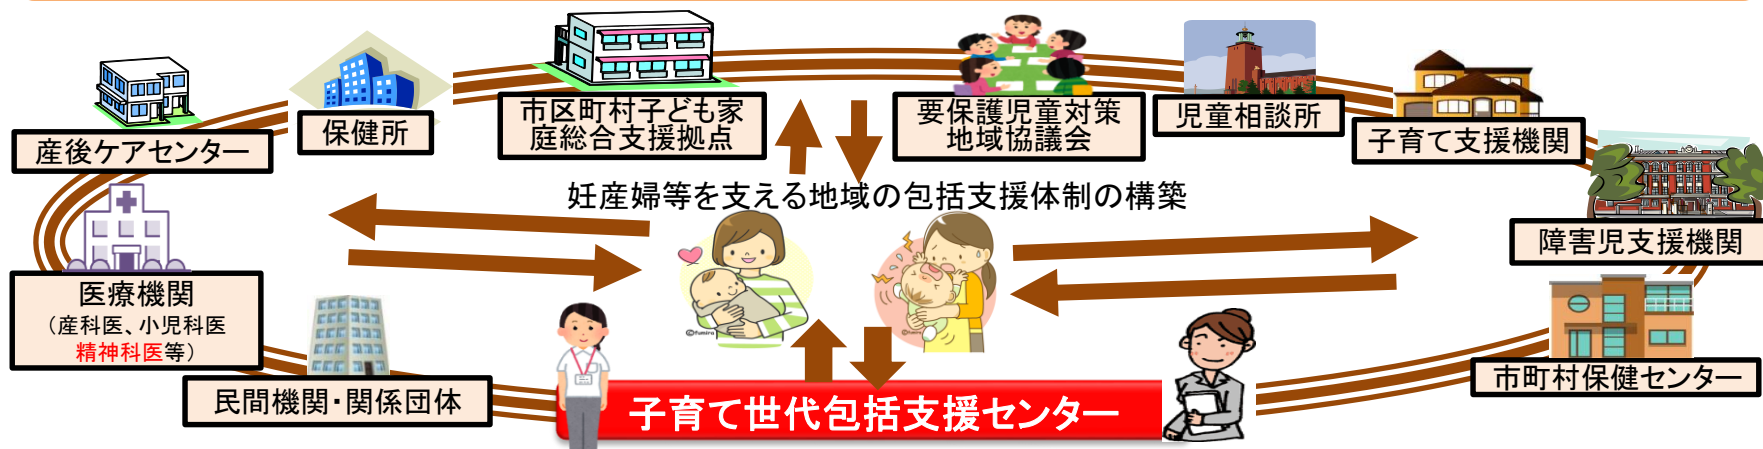 産後ケアセンター
保健所
市区町村子ども家
庭総合支援拠点
要保護児童対策
地域協議会
児童相談所
子育て支援機関
妊産婦等を支える地域の包括支援体制の構築
障害児支援機関
医療機関
（産科医、小児科医
精神科医等）
©fumira
©fumira
民間機関・関係団体
市町村保健センター
子育て世代包括支援センター